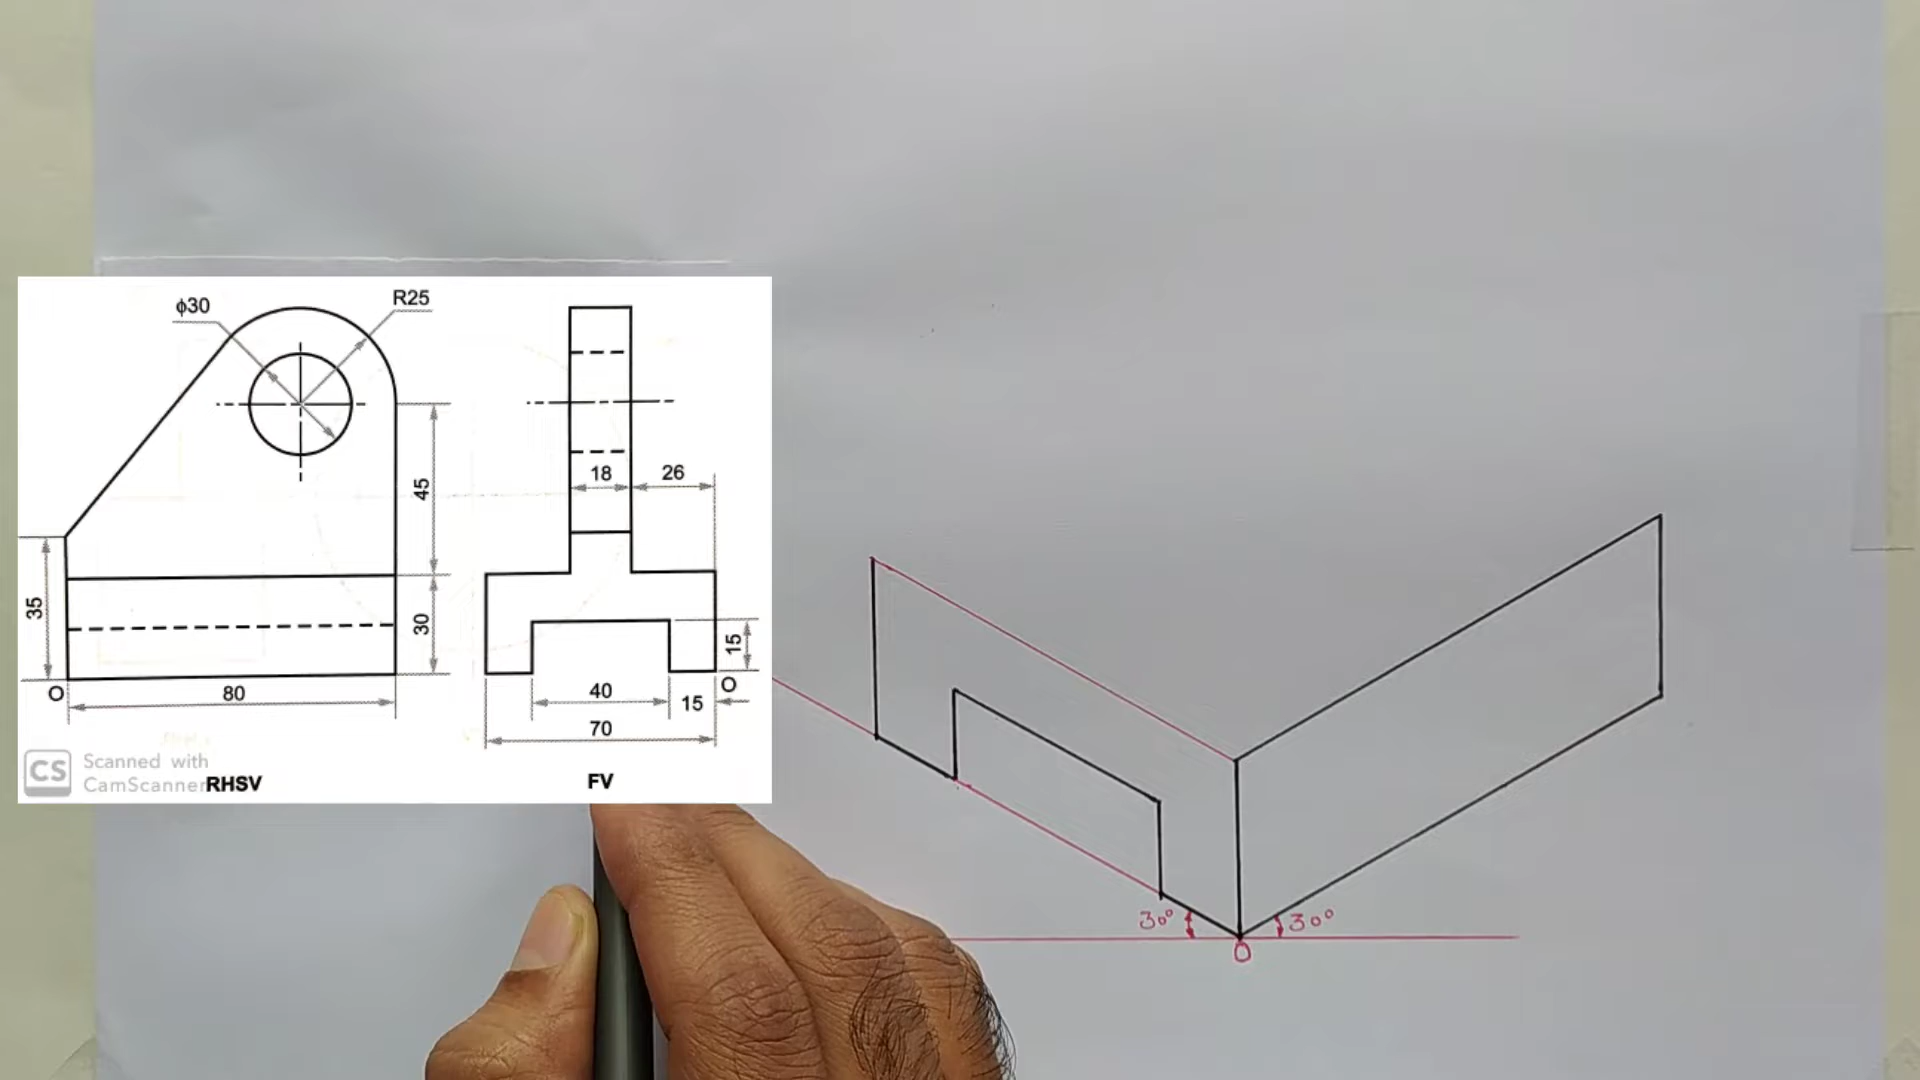 ϕ30
R25
18
26
45
35
30
15
O
80
40
15
O
70
Scanned with
CS
CamScanner
RHSV
FV
30°
30°
O